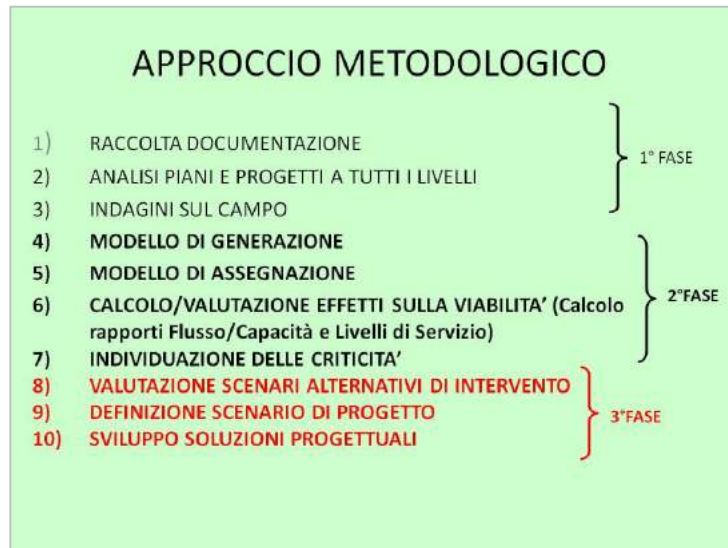 APPROCCIO METODOLOGICO
1) RACCOLTA DOCUMENTAZIONE
2) ANALISI PIANI E PROGETTI A TUTTI I LIVELLI
3) INDAGINI SUL CAMPO
1° FASE
4) MODELLO DI GENERAZIONE
5) MODELLO DI ASSEGNAZIONE
6) CALCOLO/VALUTAZIONE EFFETTI SULLA VIABILITA' (Calcolo
rapporti Flusso/Capacità e Livelli di Servizio)
7) INDIVIDUAZIONE DELLE CRITICITA'
2°FASE
8) VALUTAZIONE SCENARI ALTERNATIVI DI INTERVENTO
9) DEFINIZIONE SCENARIO DI PROGETTO
10) SVILUPPO SOLUZIONI PROGETTUALI
3°FASE